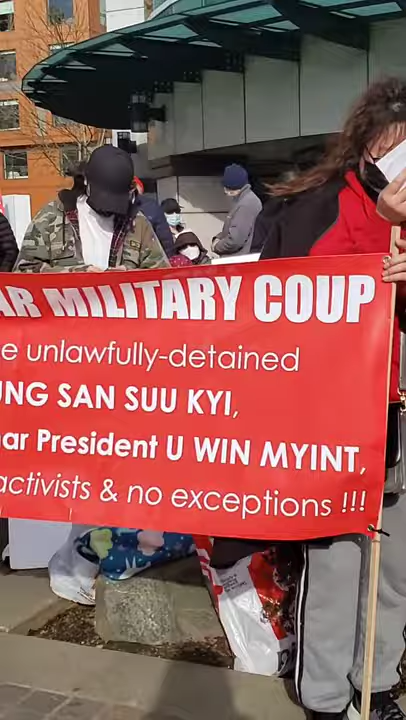 AR MILITARY COUP
e unlawfully-detained
UNG SAN SUU KYI,
ar President U WIN MYINT,
activists & no exceptions !!!